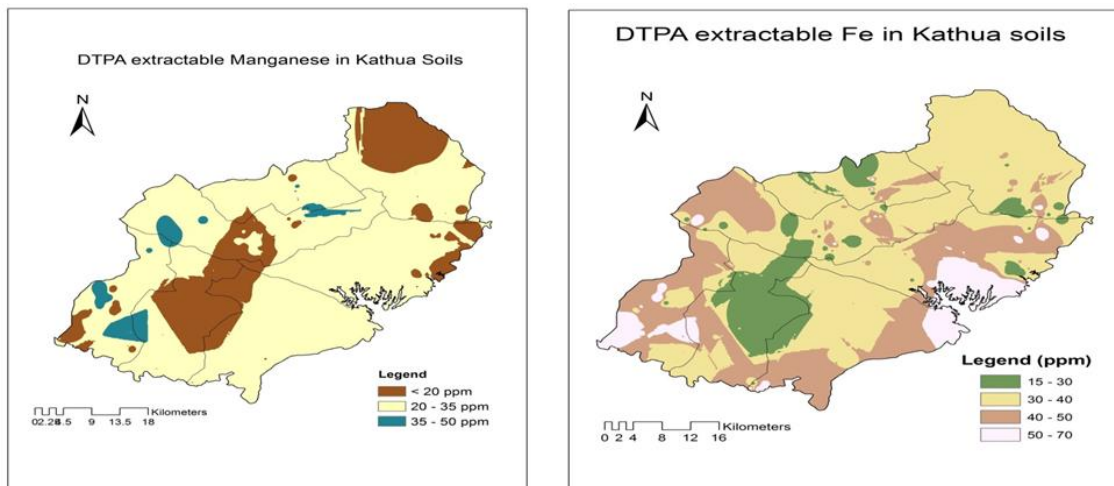 DTPA extractable Manganese in Kathua Soils
N
Legend
< 20 ppm
20 - 35 ppm
35 - 50 ppm
Kilometers
9 13.5 18
DTPA extractable Fe in Kathua soils
N
Legend (ppm)
15 - 30
30 - 40
40 - 50
50 - 70
Kilometers
0 2 4 8 12 16